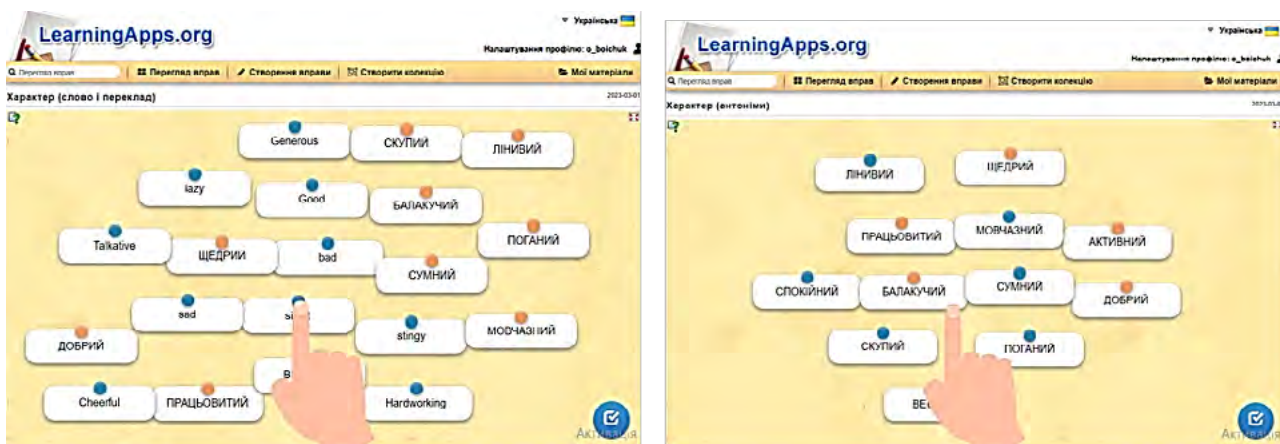 Українська
LearningApps.org
Налаштування профілю: o_boichuk
Перегляд вправ
Перегляд вправ
Створення вправи
Створити колекцію
Мої матеріали
Характер (слово і переклад)
2023-03-01
Generous
СКУПИЙ
ЛІНИВИЙ
lazy
Good
БАЛАКУЧИЙ
Talkative
ЩЕДРИЙ
bad
ПОГАНИЙ
СУМНИЙ
sad
stingy
МОВЧАЗНИЙ
ДОБРИЙ
Cheerful
ПРАЦЬОВИТИЙ
Hardworking
Українська
LearningApps.org
Налаштування профілю: o_boichuk
Перегляд вправ
Перегляд вправ
Створення вправи
Створити колекцію
Мої матеріали
Характер (антоніми)
ЛІНИВИЙ
ЩЕДРИЙ
ПРАЦЬОВИТИЙ
МОВЧАЗНИЙ
АКТИВНИЙ
СПОКІЙНИЙ
БАЛАКУЧИЙ
СУМНИЙ
ДОБРИЙ
СКУПИЙ
ПОГАНИЙ